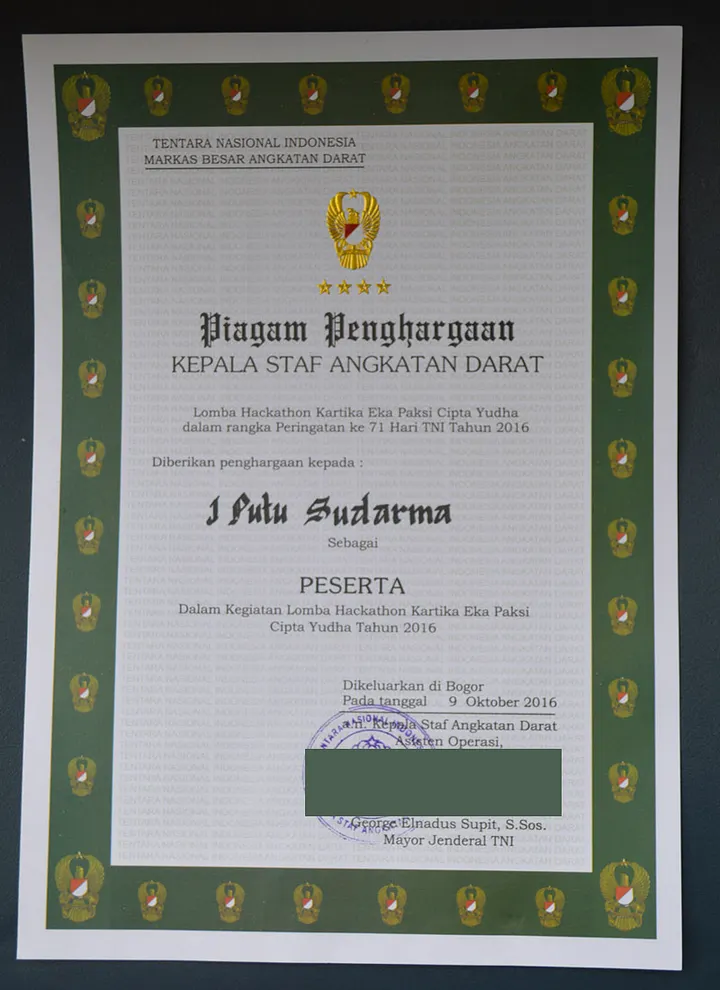 TENTARA NASIONAL INDONESIA
MARKAS BESAR ANGKATAN DARAT
Piagam Penghargaan
KEPALA STAF ANGKATAN DARAT
Lomba Hackathon Kartika Eka Paksi Cipta Yudha
dalam rangka Peringatan ke 71 Hari TNI Tahun 2016
Diberikan penghargaan kepada :
I Putu Sudarma
Sebagai
PESERTA
Dalam Kegiatan Lomba Hackathon Kartika Eka Paksi
Cipta Yudha Tahun 2016
Dikeluarkan di Bogor
Pada tanggal 9 Oktober 2016
a.n. Kepala Staf Angkatan Darat
Asisten Operasi,
George Elnadus Supit, S.Sos.
Mayor Jenderal TNI